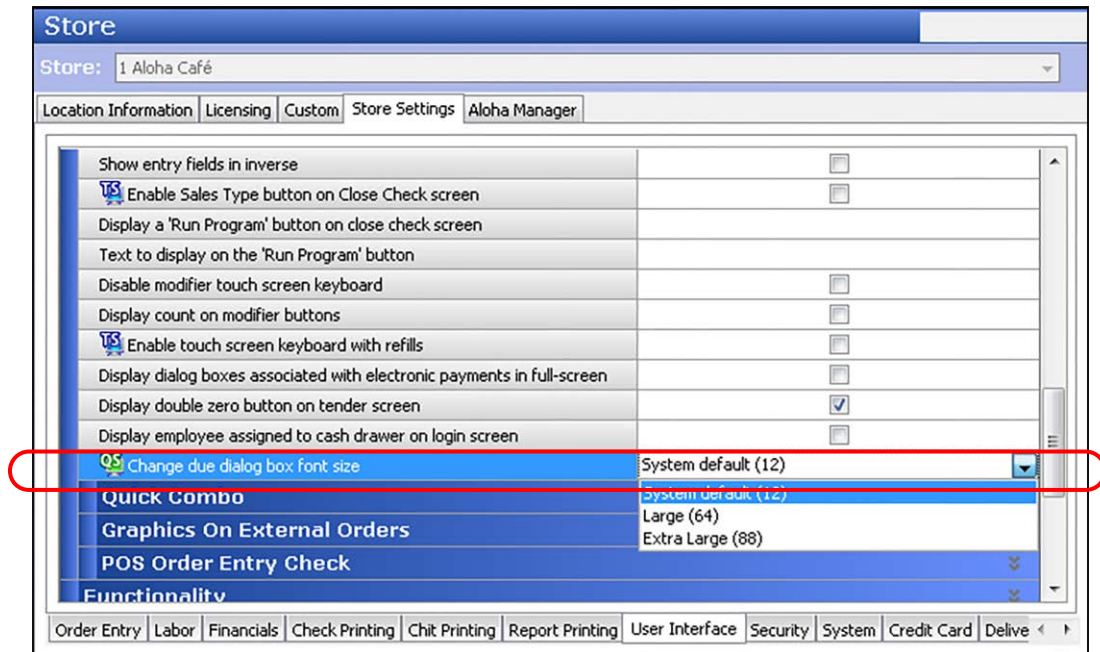 Store
Store: 1 Aloha Café
Location Information Licensing Custom Store Settings Aloha Manager
Show entry fields in inverse
TS Enable Sales Type button on Close Check screen
Display a 'Run Program' button on close check screen
Text to display on the 'Run Program' button
Disable modifier touch screen keyboard
Display count on modifier buttons
TS Enable touch screen keyboard with refills
Display dialog boxes associated with electronic payments in full-screen
Display double zero button on tender screen
Display employee assigned to cash drawer on login screen
QS Change due dialog box font size System default (12)
Quick Combo System default (12)
Large (64)
Graphics On External Orders
Extra Large (88)
POS Order Entry Check
Functionality
Order Entry Labor Financials Check Printing Chit Printing Report Printing User Interface Security System Credit Card Delive